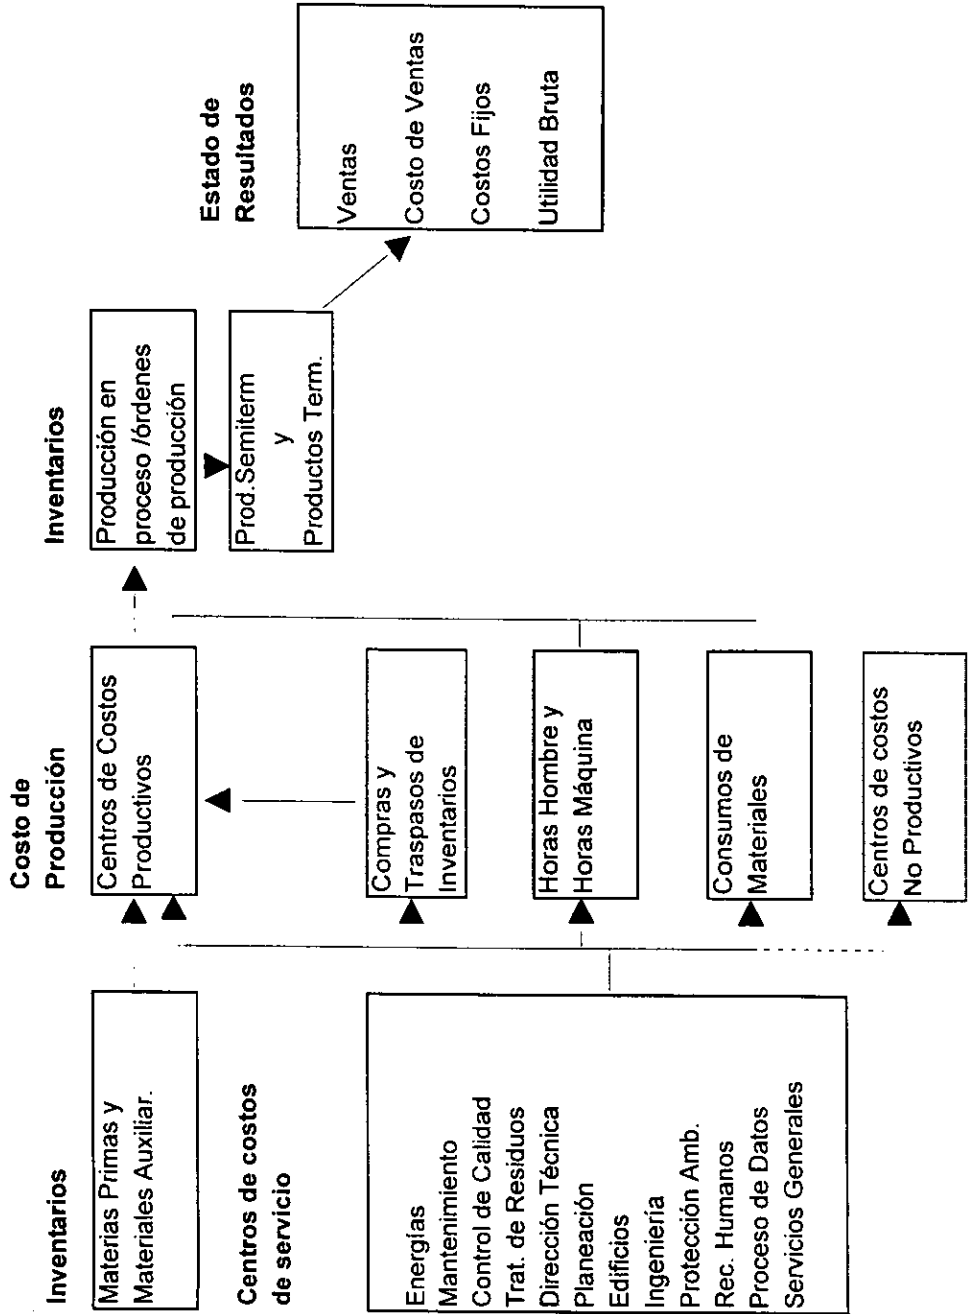 Inventarios
Materias Primas y
Materiales Auxiliar.
Centros de costos
de servicio
Energías
Mantenimiento
Control de Calidad
Trat. de Residuos
Dirección Técnica
Planeación
Edificios
Ingenieria
Protección Amb.
Rec. Humanos
Proceso de Datos
Servicios Generales
Costo de
Producción
Centros de Costos
Productivos
Compras y
Traspasos de
Inventarios
Horas Hombre y
Horas Máquina
Consumos de
Materiales
Centros de costos
No Productivos
Inventarios
Producción en
proceso /órdenes
de producción
Prod.Semiterm
y
Productos Term.
Estado de
Resultados
Ventas
Costo de Ventas
Costos Fijos
Utilidad Bruta